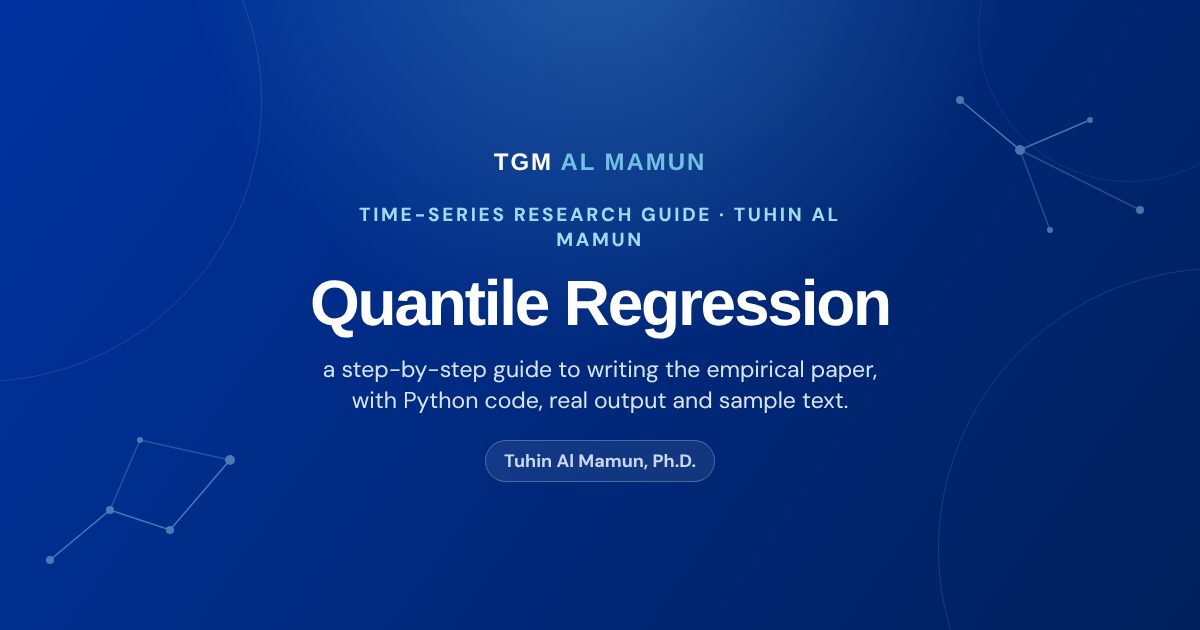 TGM AL MAMUN
TIME-SERIES RESEARCH GUIDE · TUHIN AL
MAMUN
Quantile Regression
a step-by-step guide to writing the empirical paper,
with Python code, real output and sample text.
Tuhin Al Mamun, Ph.D.